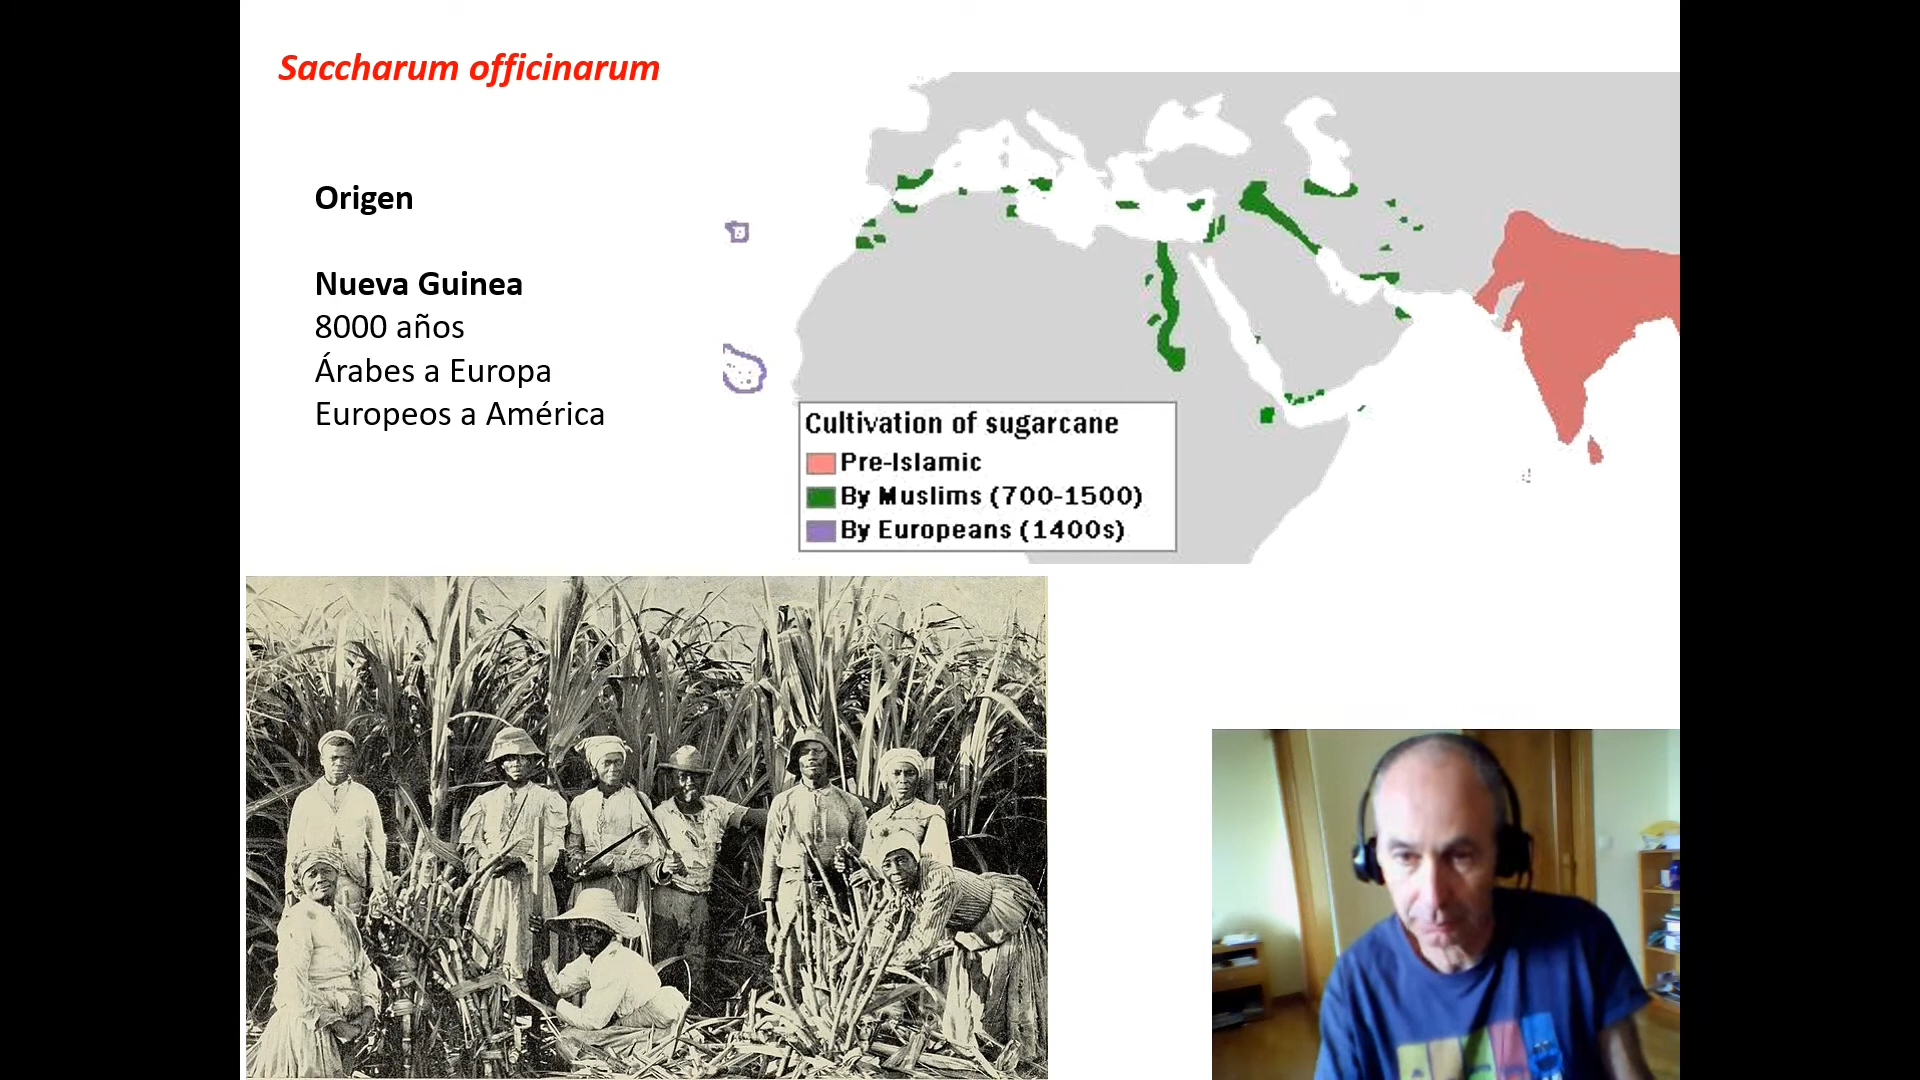 Saccharum officinarum
Origen
Nueva Guinea
8000 años
Árabes a Europa
Europeos a América
Cultivation of sugarcane
Pre-Islamic
By Muslims (700-1500)
By Europeans (1400s)